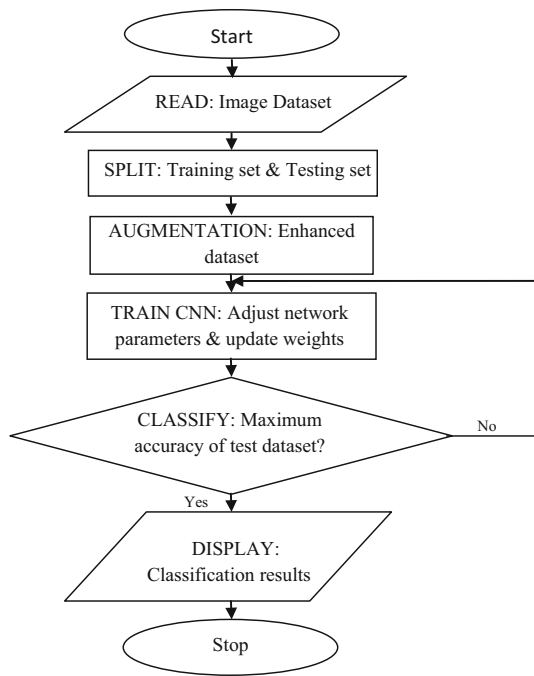 Start
READ: Image Dataset
SPLIT: Training set & Testing set
AUGMENTATION: Enhanced
dataset
TRAIN CNN: Adjust network
parameters & update weights
CLASSIFY: Maximum
accuracy of test dataset?
No
Yes
DISPLAY:
Classification results
Stop